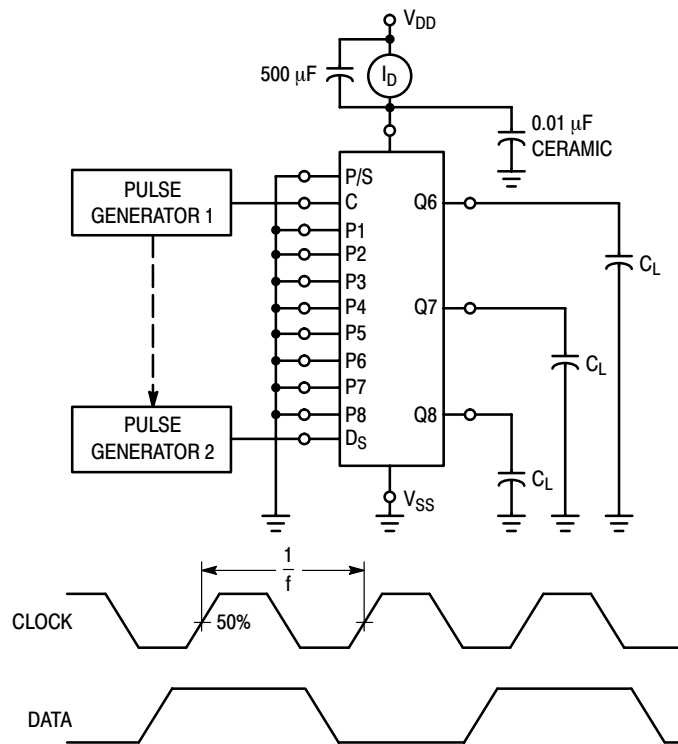 V_DD
500 μF
I_D
0.01 μF
CERAMIC
PULSE
GENERATOR 1
P/S
C
P1
P2
P3
P4
P5
P6
P7
P8
D_S
Q6
Q7
Q8
C_L
C_L
C_L
PULSE
GENERATOR 2
V_SS
1
f
CLOCK
50%
DATA